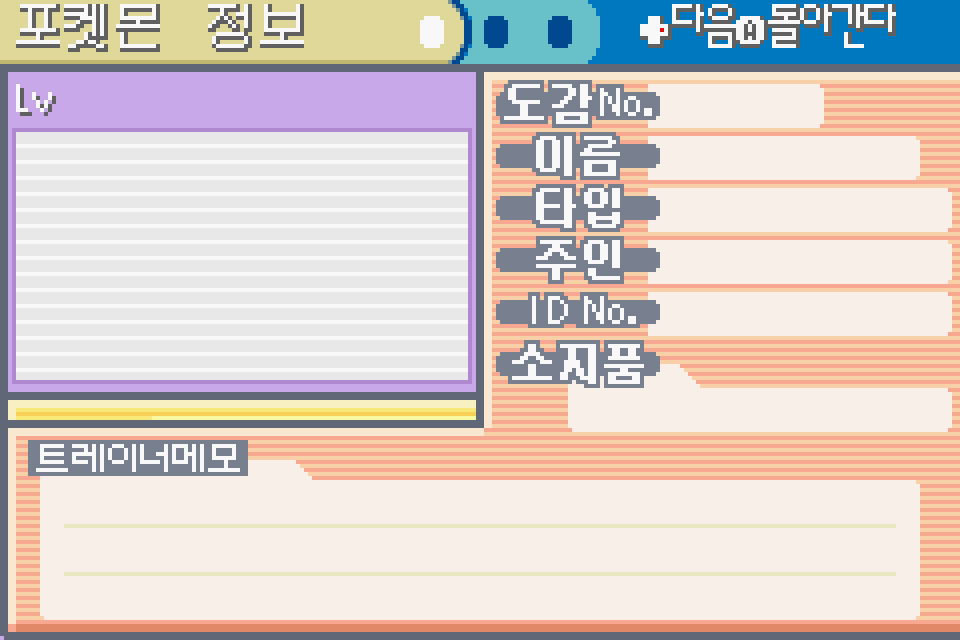 포켓몬 정보
다음 A 돌아간다
Lv
도감No.
이름
타입
주인
ID No.
소지품
트레이너메모